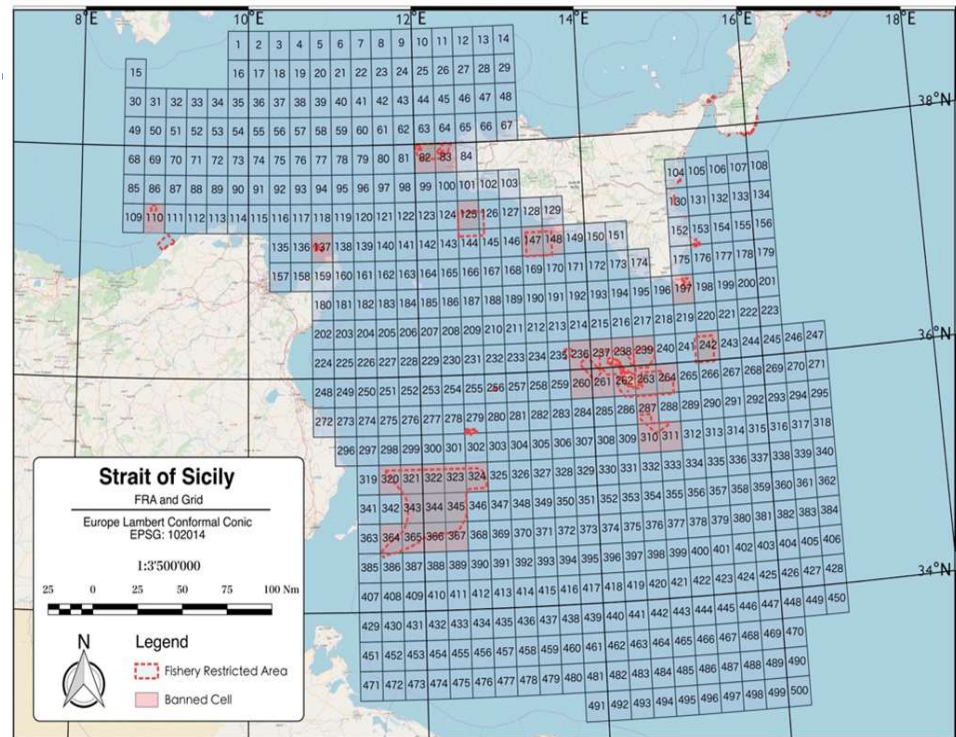 8°E 10°E 12°E 14°E 16°E 18°E
1 2 3 4 5 6 7 8 9 10 11 12 13 14
15 16 17 18 19 20 21 22 23 24 25 26 27 28 29
30 31 32 33 34 35 36 37 38 39 40 41 42 43 44 45 46 47 48
38°N
49 50 51 52 53 54 55 56 57 58 59 60 61 62 63 64 65 66 67
68 69 70 71 72 73 74 75 76 77 78 79 80 81 82 83 84
85 86 87 88 89 90 91 92 93 94 95 96 97 98 99 100 101 102 103 104 105 106 107 108
109 110 111 112 113 114 115 116 117 118 119 120 121 122 123 124 125 126 127 128 129 130 131 132 133 134
135 136 137 138 139 140 141 142 143 144 145 146 147 148 149 150 151 152 153 154 155 156
157 158 159 160 161 162 163 164 165 166 167 168 169 170 171 172 173 174 175 176 177 178 179
180 181 182 183 184 185 186 187 188 189 190 191 192 193 194 195 196 197 198 199 200 201
202 203 204 205 206 207 208 209 210 211 212 213 214 215 216 217 218 219 220 221 222 223
36°N
224 225 226 227 228 229 230 231 232 233 234 235 236 237 238 239 240 241 242 243 244 245 246 247
248 249 250 251 252 253 254 255 256 257 258 259 260 261 262 263 264 265 266 267 268 269 270 271
272 273 274 275 276 277 278 279 280 281 282 283 284 285 286 287 288 289 290 291 292 293 294 295
296 297 298 299 300 301 302 303 304 305 306 307 308 309 310 311 312 313 314 315 316 317 318
319 320 321 322 323 324 325 326 327 328 329 330 331 332 333 334 335 336 337 338 339 340
341 342 343 344 345 346 347 348 349 350 351 352 353 354 355 356 357 358 359 360 361 362
363 364 365 366 367 368 369 370 371 372 373 374 375 376 377 378 379 380 381 382 383 384
385 386 387 388 389 390 391 392 393 394 395 396 397 398 399 400 401 402 403 404 405 406
34°N
407 408 409 410 411 412 413 414 415 416 417 418 419 420 421 422 423 424 425 426 427 428
429 430 431 432 433 434 435 436 437 438 439 440 441 442 443 444 445 446 447 448 449 450
451 452 453 454 455 456 457 458 459 460 461 462 463 464 465 466 467 468 469 470
471 472 473 474 475 476 477 478 479 480 481 482 483 484 485 486 487 488 489 490
491 492 493 494 495 496 497 498 499 500
Strait of Sicily
FRA and Grid
Europe Lambert Conformal Conic
EPSG: 102014
1:3'500'000
25 0 25 50 75 100 Nm
N
Legend
Fishery Restricted Area
Banned Cell